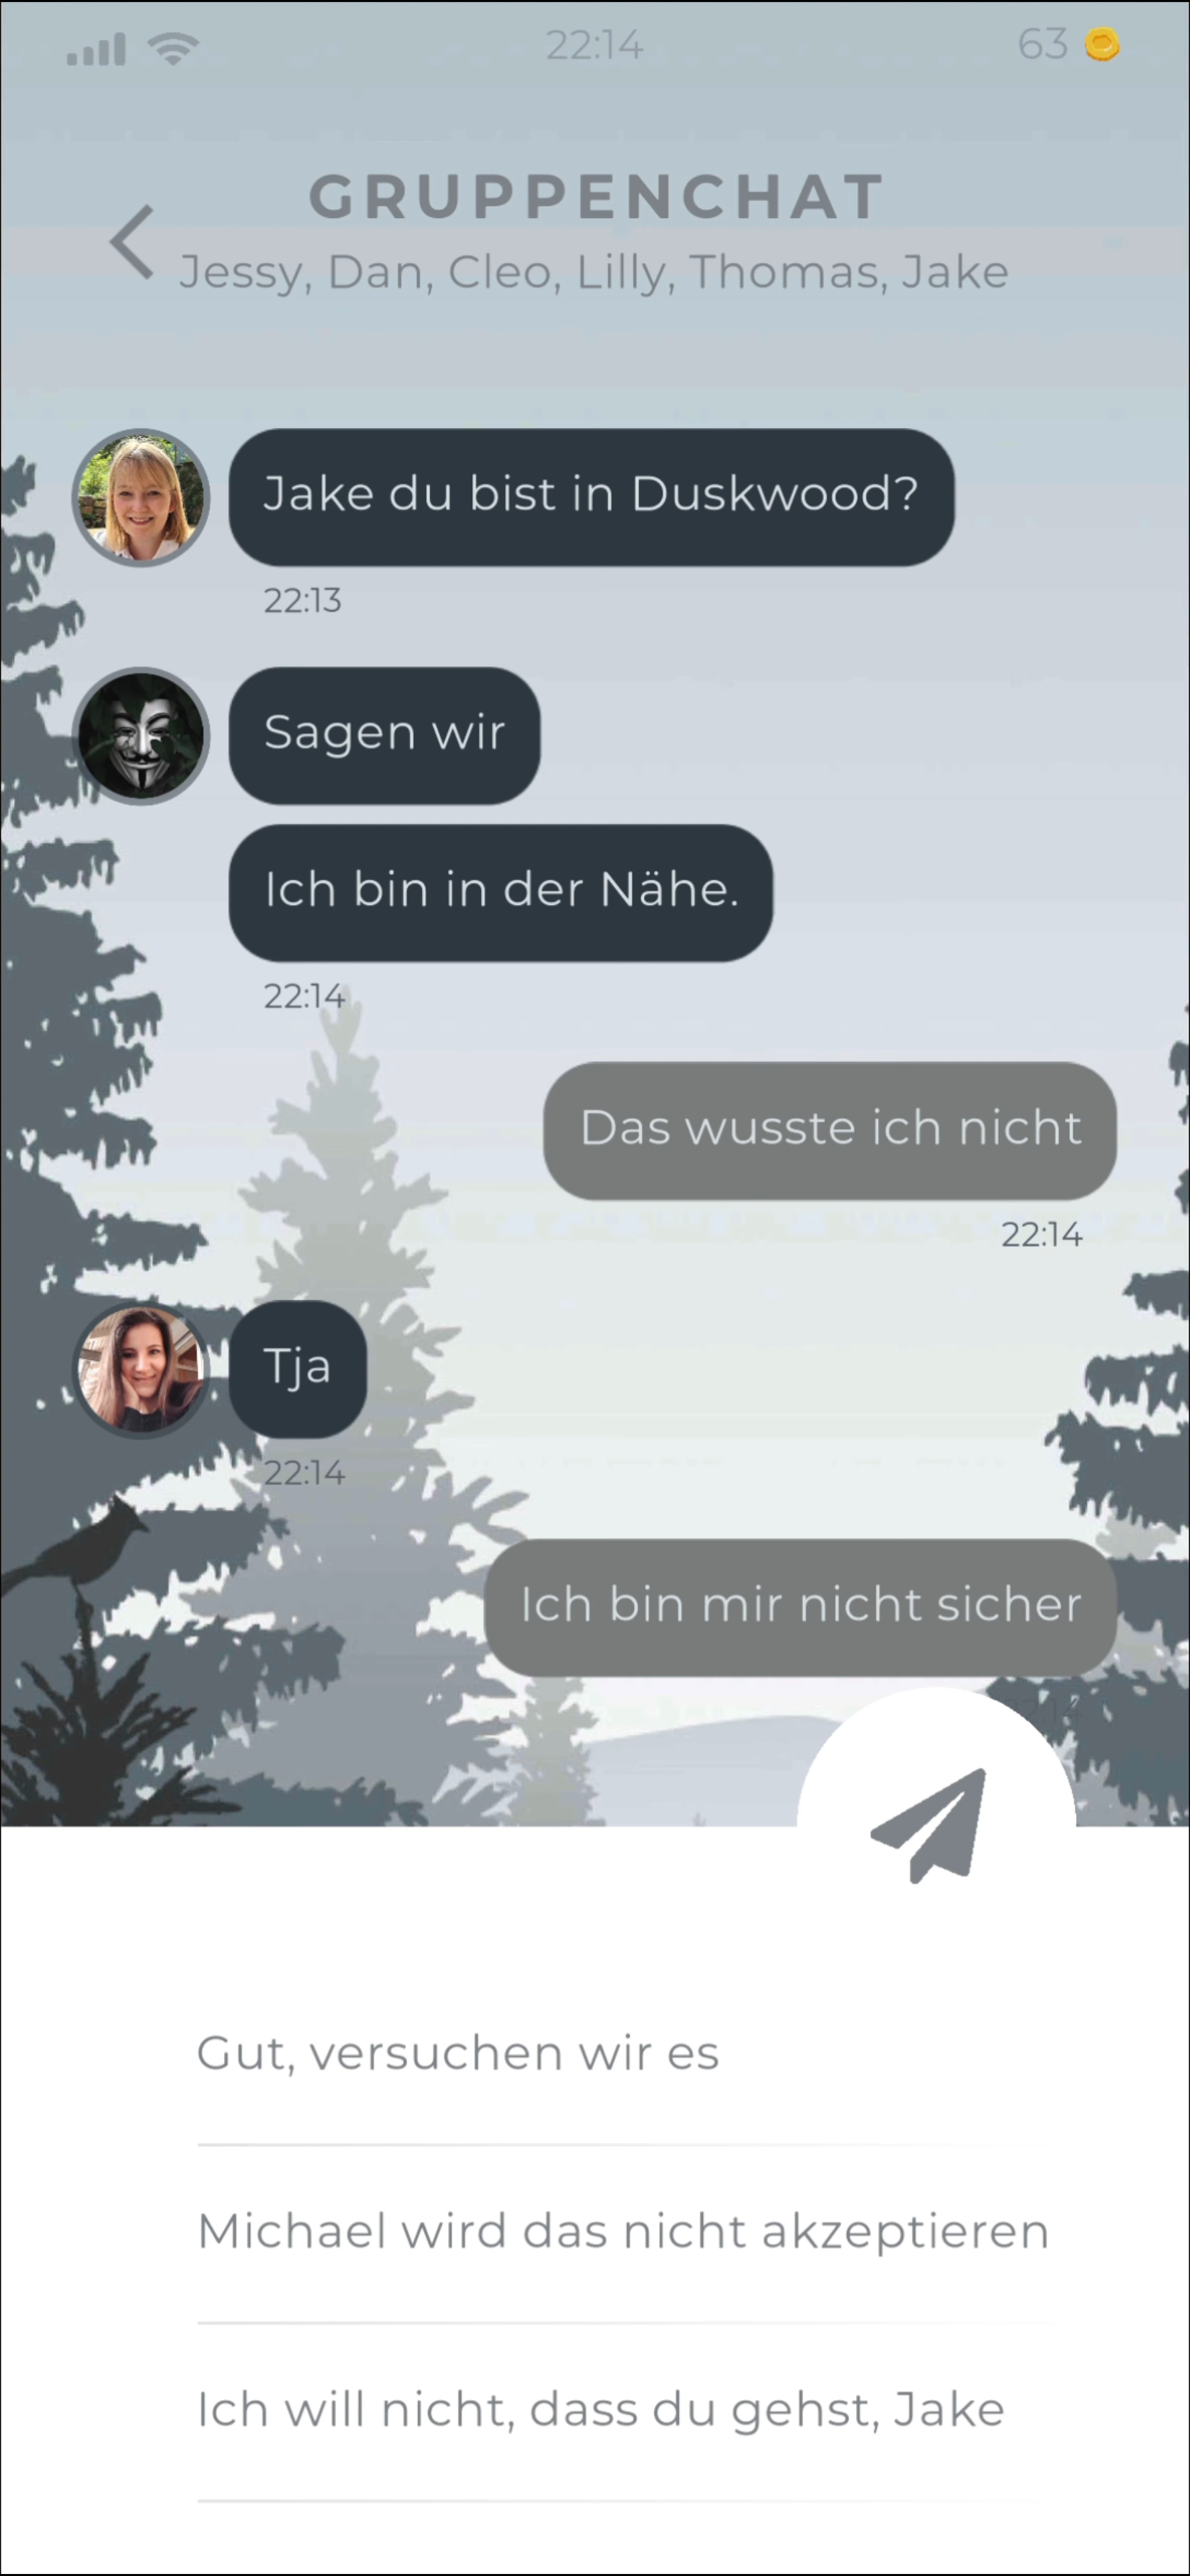 22:14
63
GRUPPENCHAT
Jessy, Dan, Cleo, Lilly, Thomas, Jake
Jake du bist in Duskwood?
22:13
Sagen wir
Ich bin in der Nähe.
22:14
Das wusste ich nicht
22:14
Tja
22:14
Ich bin mir nicht sicher
Gut, versuchen wir es
Michael wird das nicht akzeptieren
Ich will nicht, dass du gehst, Jake